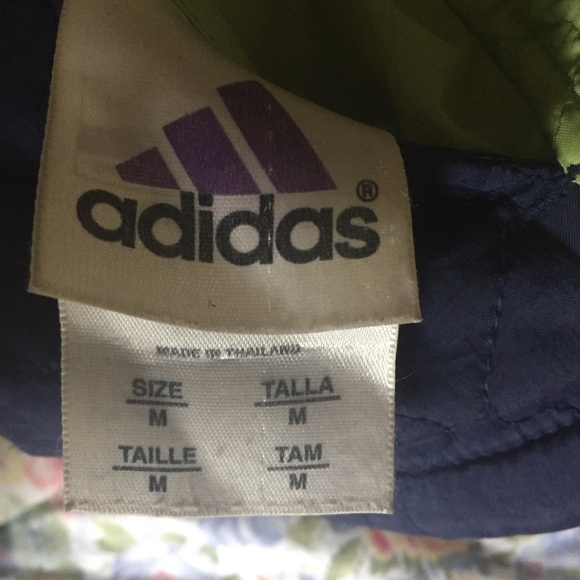 adidas®
MADE IN THAILAND
SIZE TALLA
M M
TAILLE TAM
M M